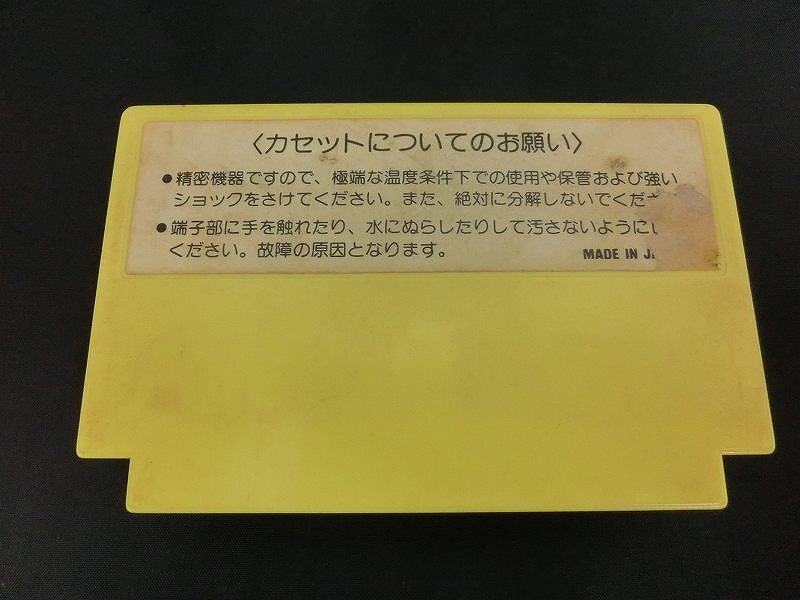 〈カセットについてのお願い〉
●精密機器ですので、極端な温度条件下での使用や保管および強い
ショックをさけてください。また、絶対に分解しないでくだ
●端子部に手を触れたり、水にぬらしたりして汚さないように
ください。故障の原因となります。
MADE IN